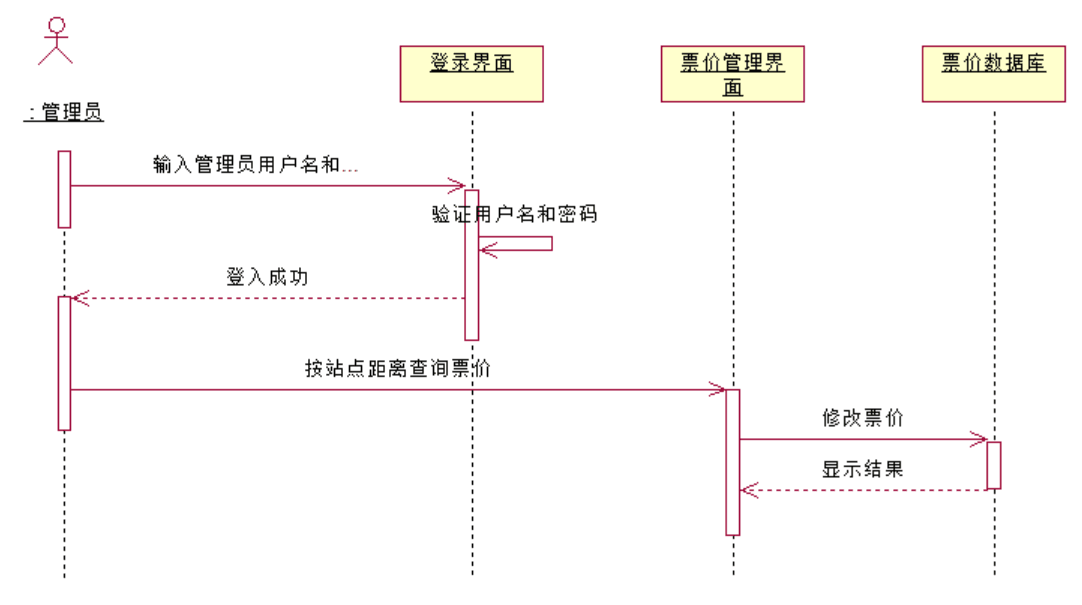 登录界面
票价管理界
面
票价数据库
: 管理员
输入管理员用户名和...
验证用户名和密码
登入成功
按站点距离查询票价
修改票价
显示结果